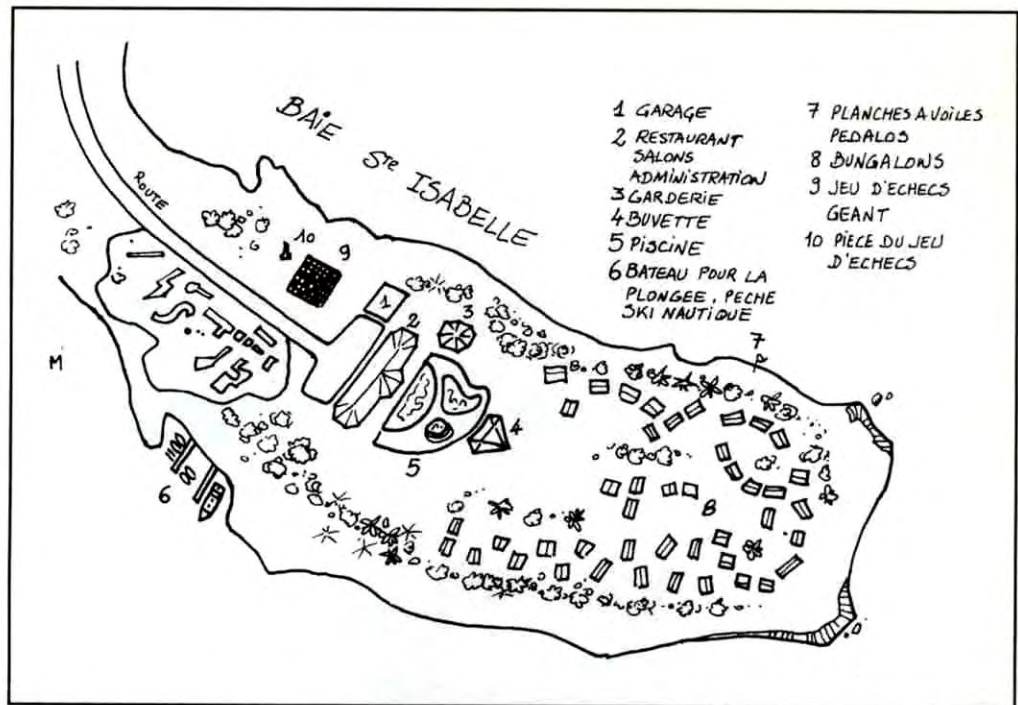 BAIE STE ISABELLE
ROUTE
1 GARAGE
2 RESTAURANT
SALONS
ADMINISTRATION
3 GARDERIE
4 BUVETTE
5 PISCINE
6 BATEAU POUR LA
PLONGEE, PECHE
SKI NAUTIQUE
7 PLANCHES A VOILES
PEDALOS
8 BUNGALOWS
9 JEU D'ECHECS
GEANT
10 PIECE DU JEU
D'ECHECS
10
9
1
2
3
7
8
4
M
5
6
8